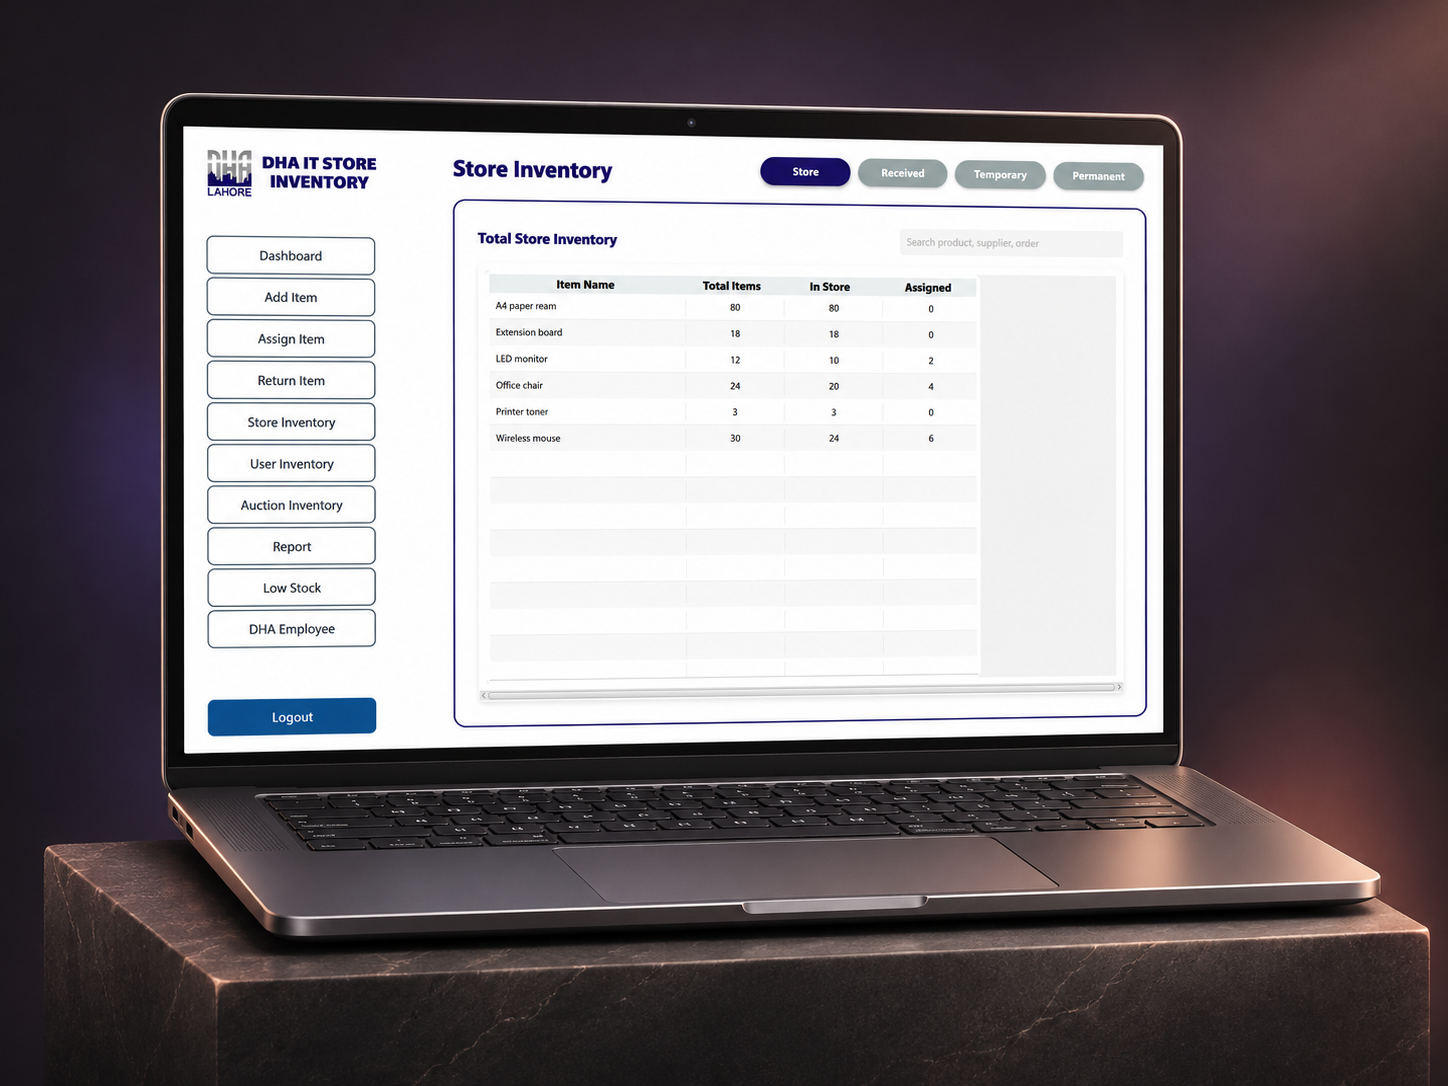 DHA
LAHORE
DHA IT STORE
INVENTORY
Dashboard
Add Item
Assign Item
Return Item
Store Inventory
User Inventory
Auction Inventory
Report
Low Stock
DHA Employee
Logout
Store Inventory
Store Received Temporary Permanent
Total Store Inventory
Search product, supplier, order
Item Name Total Items In Store Assigned
A4 paper ream 80 80 0
Extension board 18 18 0
LED monitor 12 10 2
Office chair 24 20 4
Printer toner 3 3 0
Wireless mouse 30 24 6